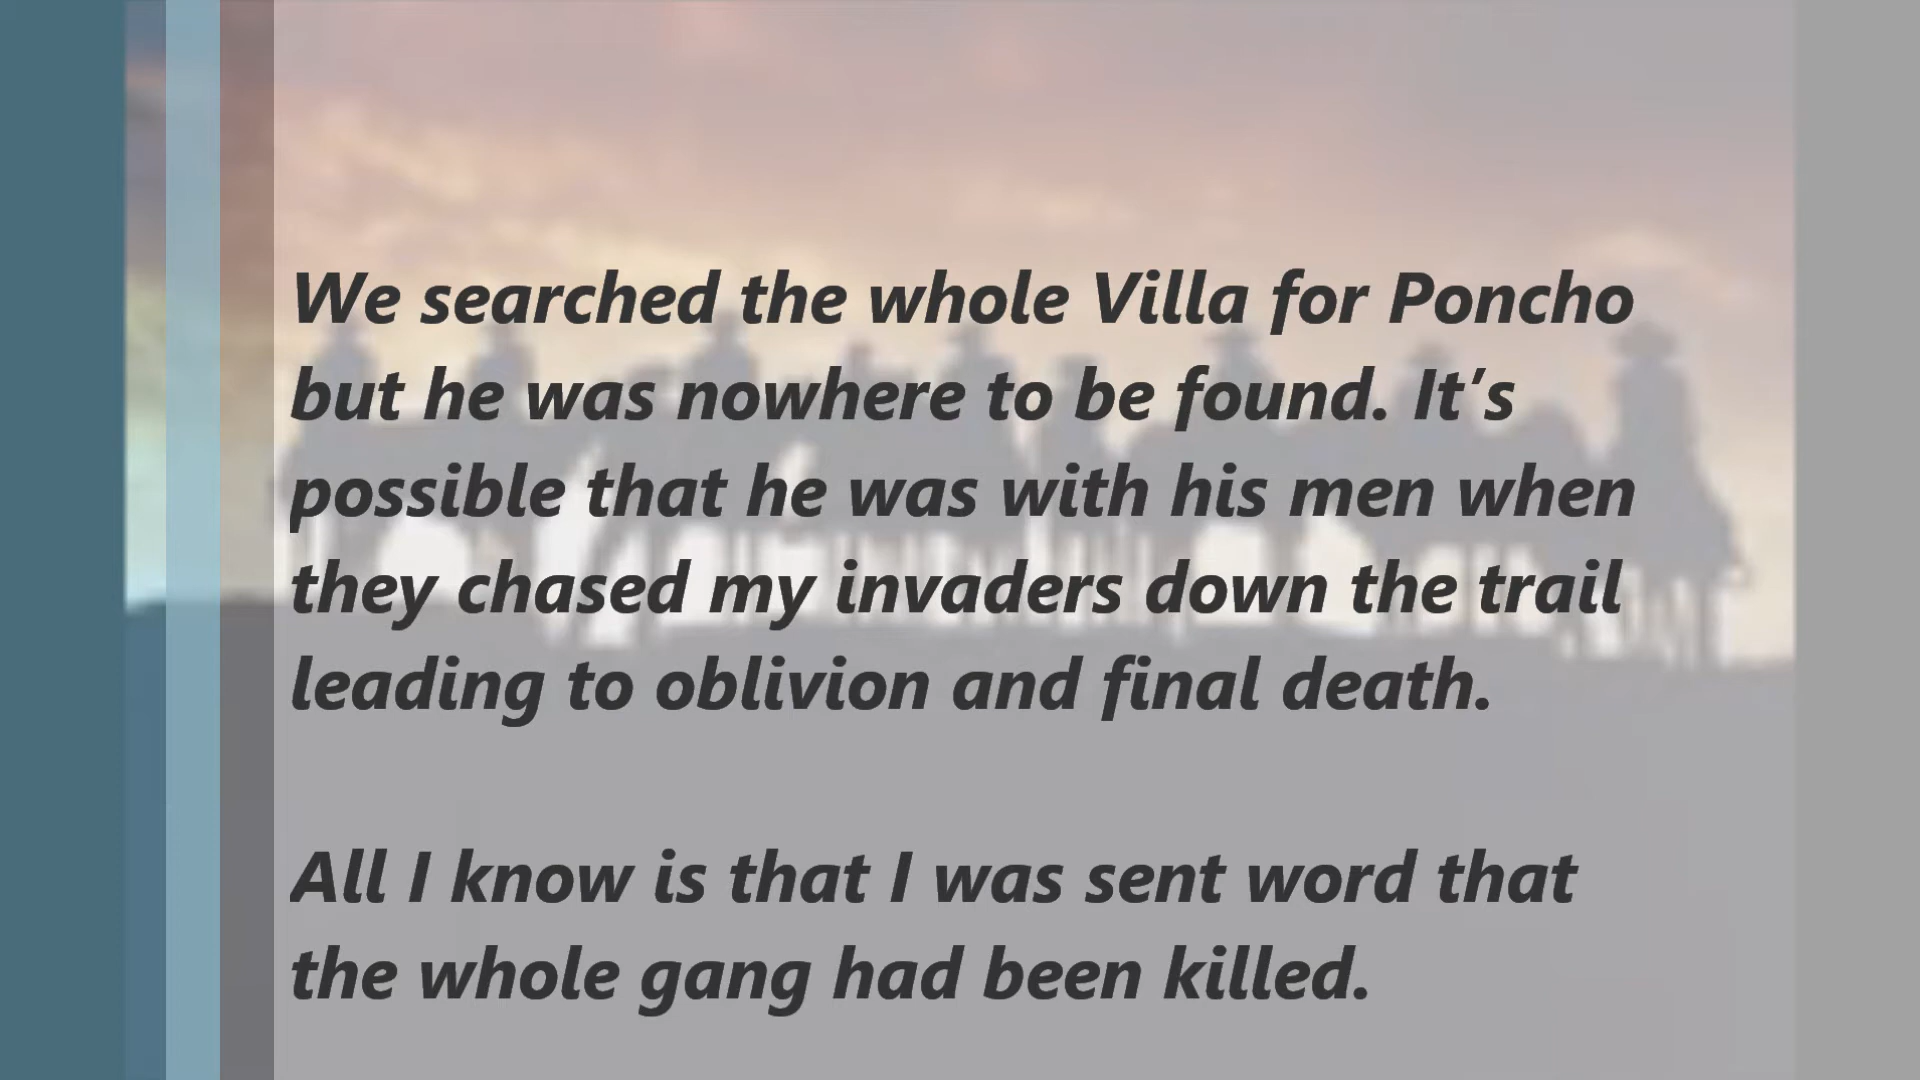 We searched the whole Villa for Poncho
but he was nowhere to be found. It’s
possible that he was with his men when
they chased my invaders down the trail
leading to oblivion and final death.
All I know is that I was sent word that
the whole gang had been killed.